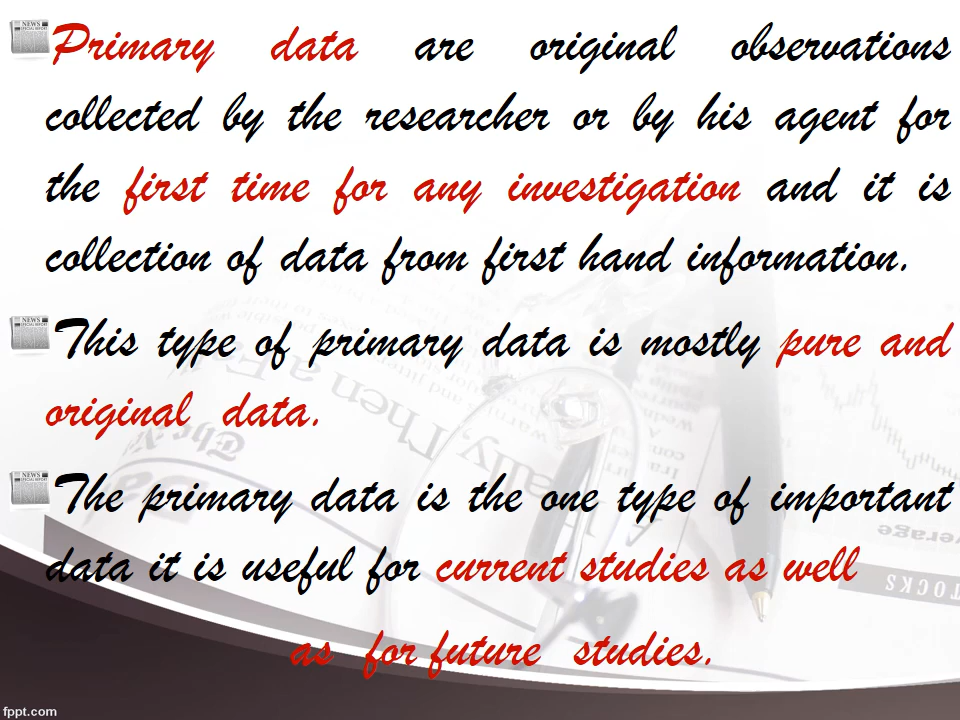 Primary data are original observations
collected by the researcher or by his agent for
the first time for any investigation and it is
collection of data from first hand information.
This type of primary data is mostly pure and
original data.
The primary data is the one type of important
data it is useful for current studies as well
as for future studies.
fppt.com